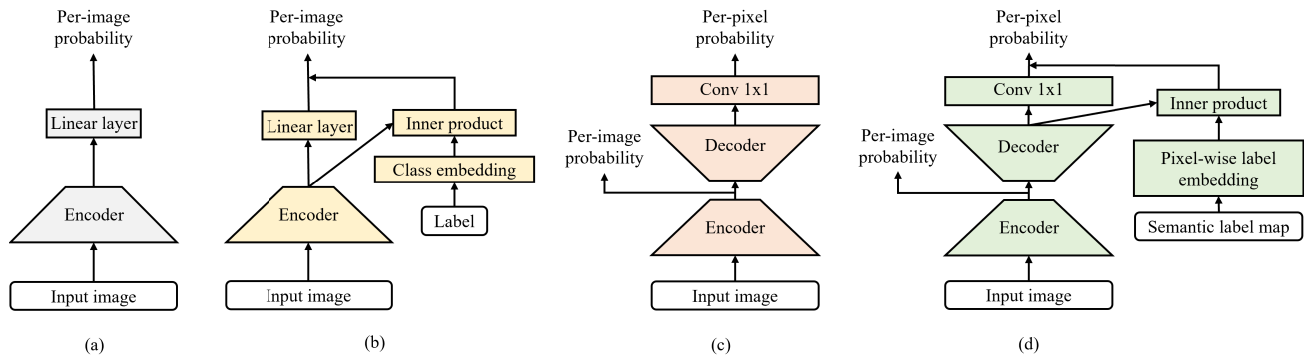 Per-image
probability
Linear layer
Encoder
Input image
(a)
Per-image
probability
Linear layer
Inner product
Class embedding
Encoder
Label
Input image
(b)
Per-pixel
probability
Conv 1x1
Per-image
probability
Decoder
Encoder
Input image
(c)
Per-pixel
probability
Conv 1x1
Inner product
Per-image
probability
Decoder
Pixel-wise label
embedding
Encoder
Semantic label map
Input image
(d)